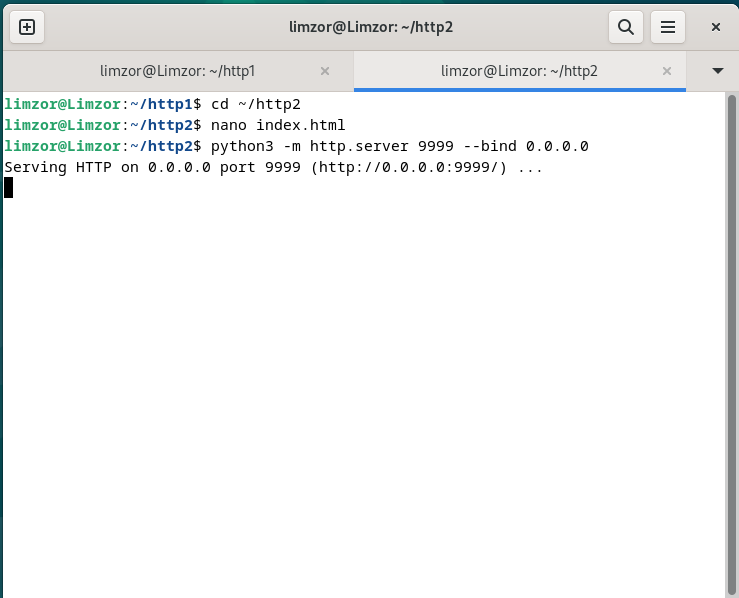 limzor@Limzor: ~/http2
limzor@Limzor: ~/http1
limzor@Limzor: ~/http2
limzor@Limzor:~/http1$ cd ~/http2
limzor@Limzor:~/http2$ nano index.html
limzor@Limzor:~/http2$ python3 -m http.server 9999 --bind 0.0.0.0
Serving HTTP on 0.0.0.0 port 9999 (http://0.0.0.0:9999/) ...